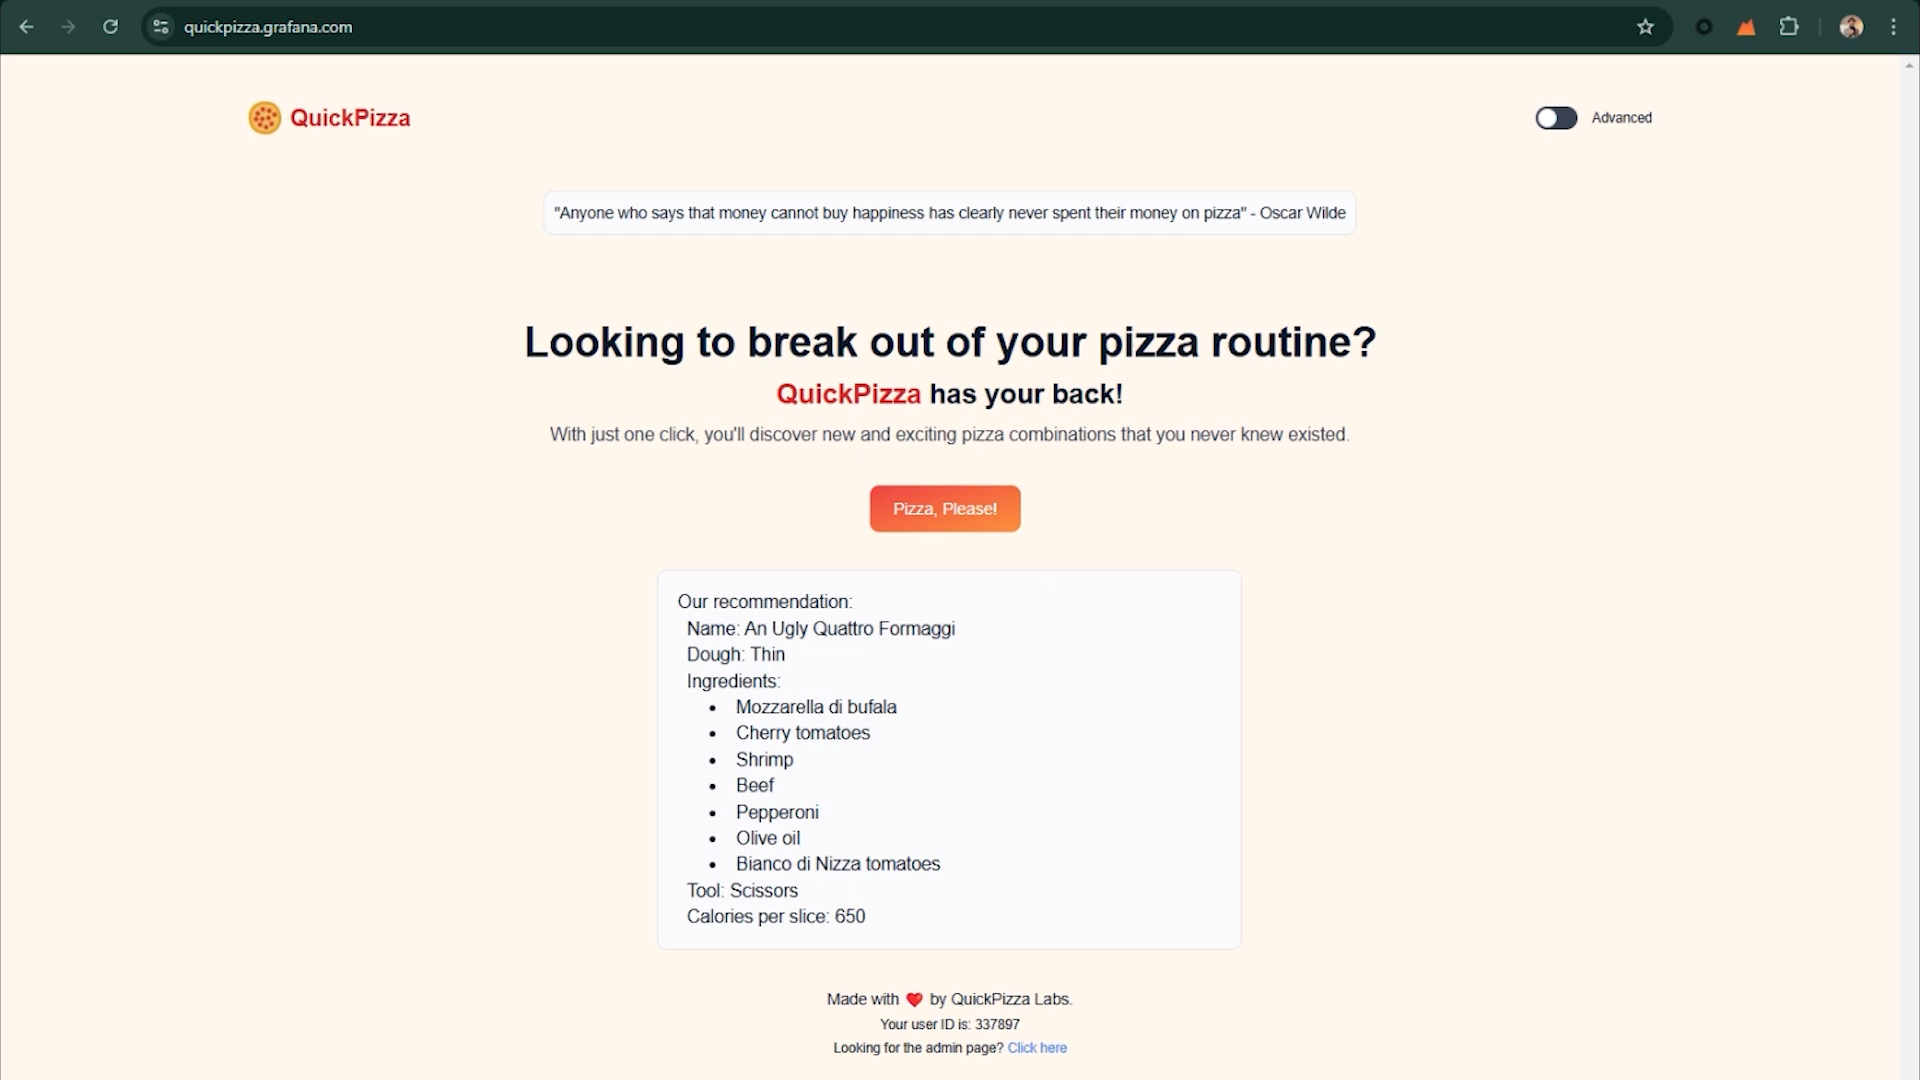 quickpizza.grafana.com
QuickPizza
Advanced
"Anyone who says that money cannot buy happiness has clearly never spent their money on pizza" - Oscar Wilde
Looking to break out of your pizza routine?
QuickPizza has your back!
With just one click, you'll discover new and exciting pizza combinations that you never knew existed.
Pizza, Please!
Our recommendation:
Name: An Ugly Quattro Formaggi
Dough: Thin
Ingredients:
• Mozzarella di bufala
• Cherry tomatoes
• Shrimp
• Beef
• Pepperoni
• Olive oil
• Bianco di Nizza tomatoes
Tool: Scissors
Calories per slice: 650
Made with ❤️ by QuickPizza Labs.
Your user ID is: 337897
Looking for the admin page? Click here